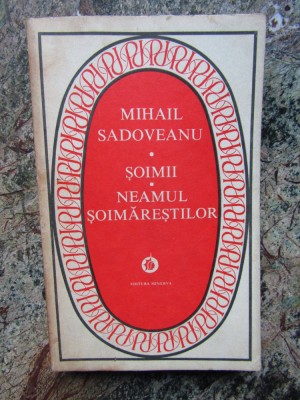 MIHAIL
SADOVEANU
ȘOIMII
NEAMUL
ȘOIMĂREȘTILOR
EDITURA MINERVA